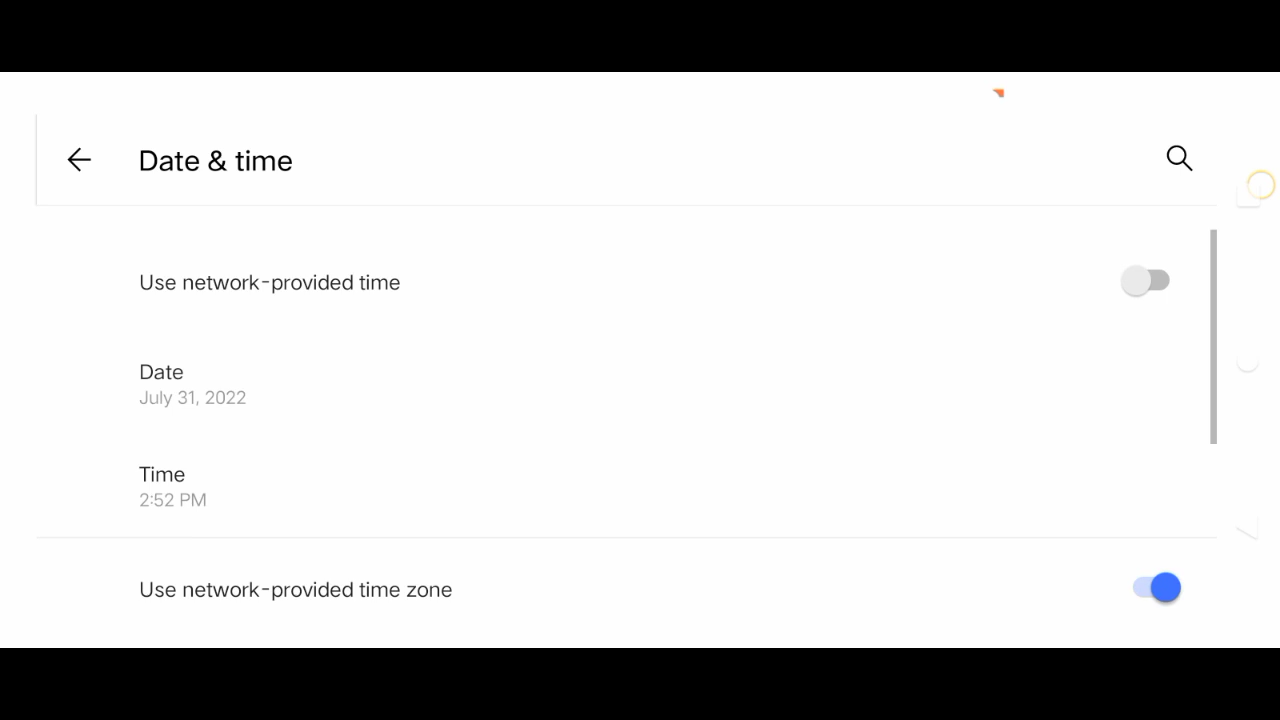 Date & time
Use network-provided time
Date
July 31, 2022
Time
2:52 PM
Use network-provided time zone